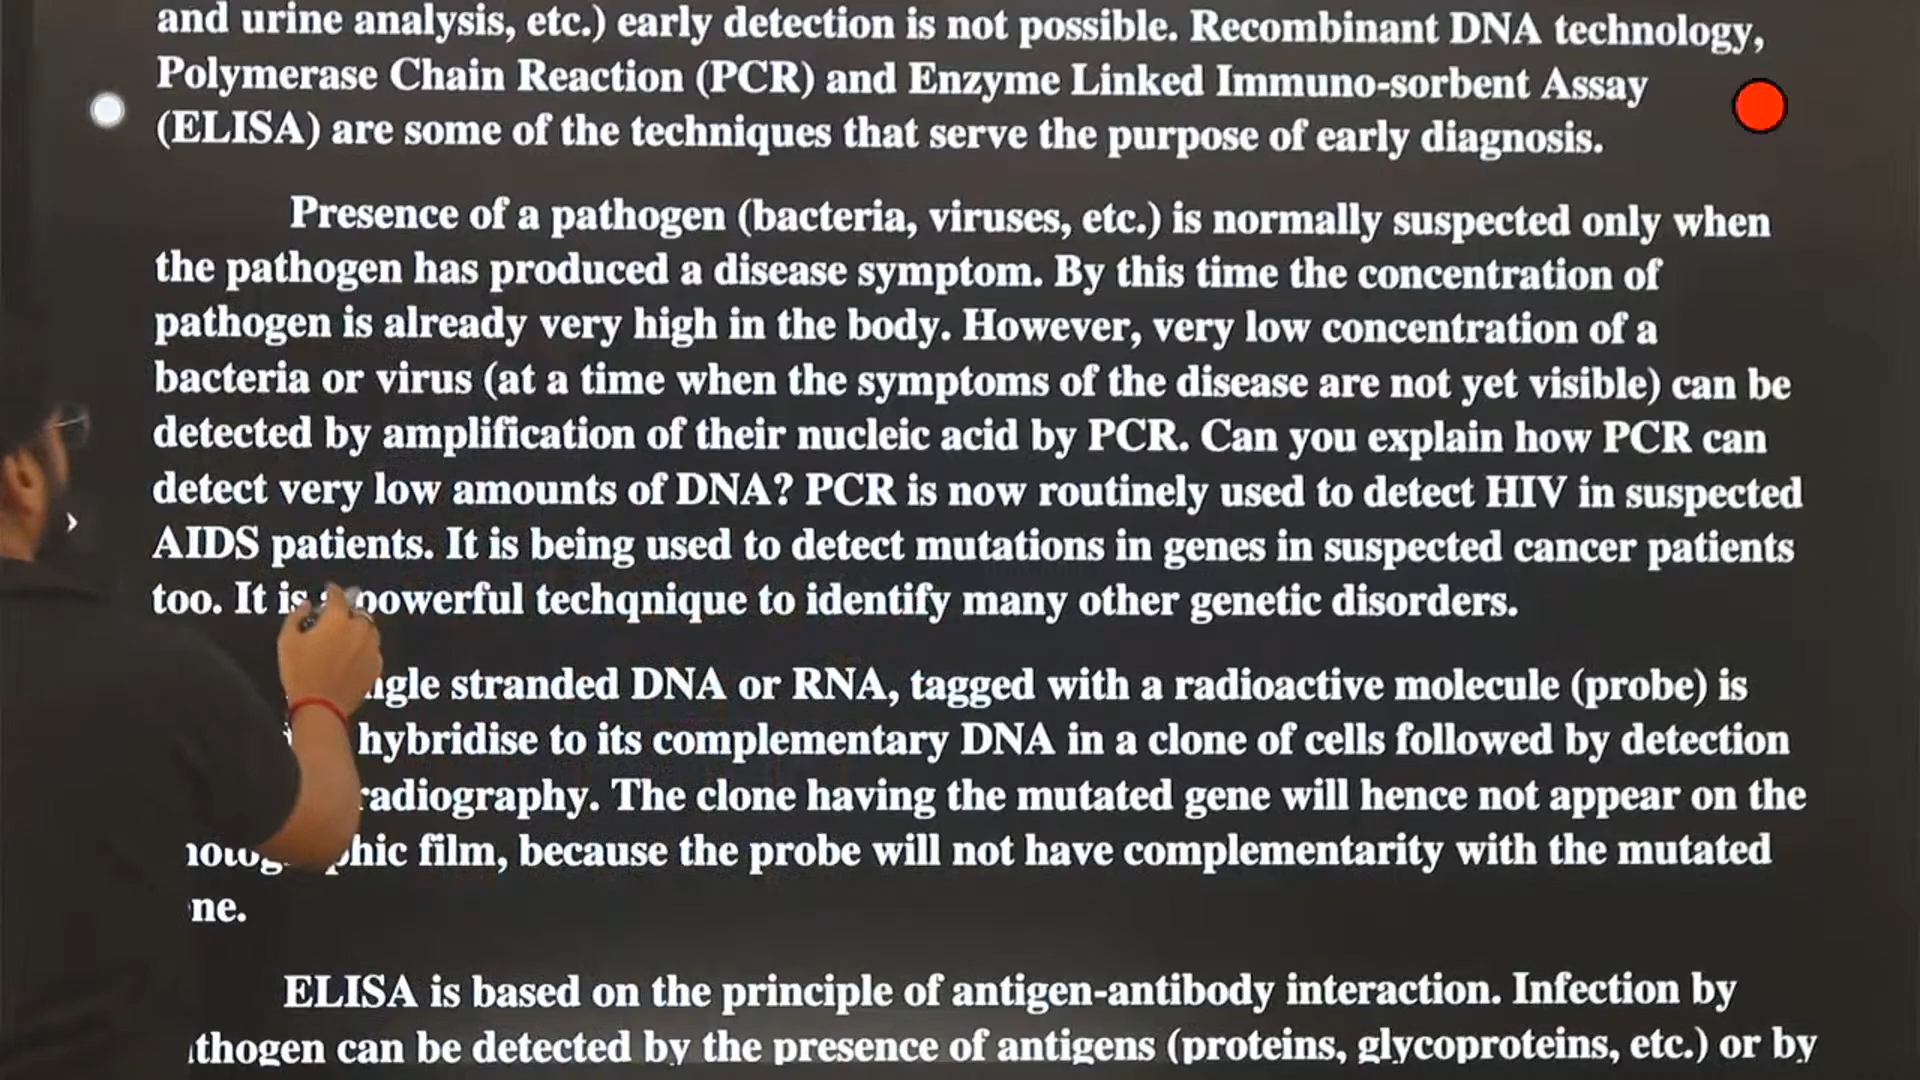 and urine analysis, etc.) early detection is not possible. Recombinant DNA technology,
Polymerase Chain Reaction (PCR) and Enzyme Linked Immuno-sorbent Assay
(ELISA) are some of the techniques that serve the purpose of early diagnosis.
Presence of a pathogen (bacteria, viruses, etc.) is normally suspected only when
the pathogen has produced a disease symptom. By this time the concentration of
pathogen is already very high in the body. However, very low concentration of a
bacteria or virus (at a time when the symptoms of the disease are not yet visible) can be
detected by amplification of their nucleic acid by PCR. Can you explain how PCR can
detect very low amounts of DNA? PCR is now routinely used to detect HIV in suspected
AIDS patients. It is being used to detect mutations in genes in suspected cancer patients
too. It is powerful techqnique to identify many other genetic disorders.
stranded DNA or RNA, tagged with a radioactive molecule (probe) is
hybridise to its complementary DNA in a clone of cells followed by detection
radiography. The clone having the mutated gene will hence not appear on the
hic film, because the probe will not have complementarity with the mutated
ne.
ELISA is based on the principle of antigen-antibody interaction. Infection by
thogen can be detected by the presence of antigens (proteins, glycoproteins, etc.) or by